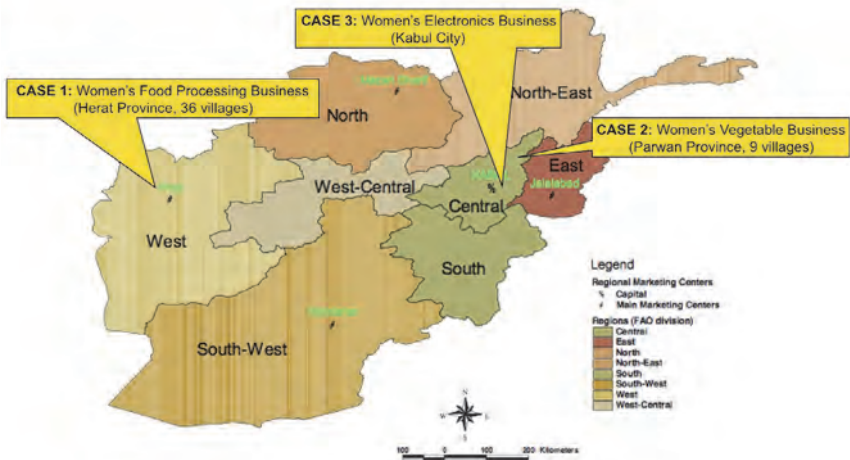 CASE 3: Women's Electronics Business
(Kabul City)
CASE 1: Women's Food Processing Business
(Herat Province, 36 villages)
North
North-East
CASE 2: Women's Vegetable Business
(Parwan Province, 9 villages)
East
Jalalabad
West-Central
Central
West
South
South-West
Legend
Regional Marketing Centers
Capital
Main Marketing Centers
Regions (FAO division)
Central
East
North
North-East
South
South-West
West
West-Central
N
W E
S
100 0 100 200 Kilometers